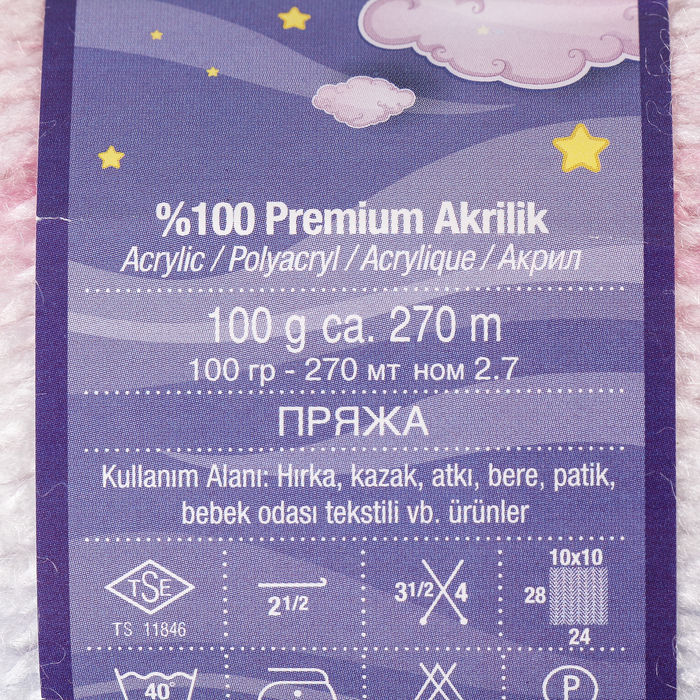 %100 Premium Akrilik
Acrylic / Polyacryl / Acrylique / Акрил
100 g ca. 270 m
100 гр - 270 мт ном 2.7
ПРЯЖА
Kullanım Alanı: Hırka, kazak, atkı, bere, patik,
bebek odası tekstili vb. ürünler
TSE
TS 11846
2 1/2
3 1/2 4
10x10
28
24
40°
P